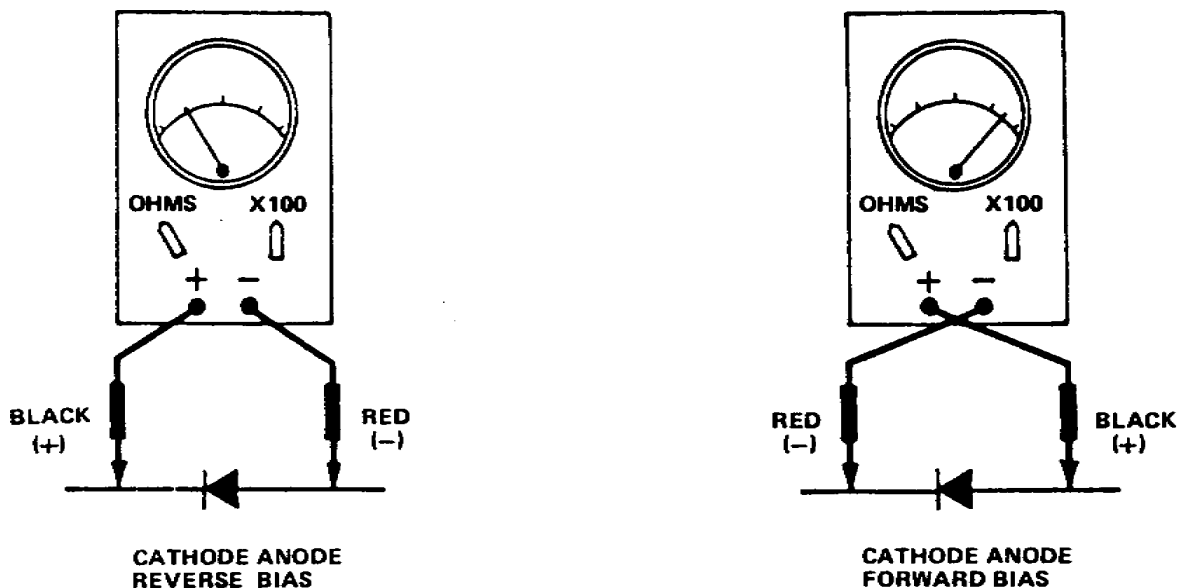 OHMS X100
+ −
BLACK
(+)
RED
(−)
CATHODE ANODE
REVERSE BIAS
OHMS X100
+ −
RED
(−)
BLACK
(+)
CATHODE ANODE
FORWARD BIAS